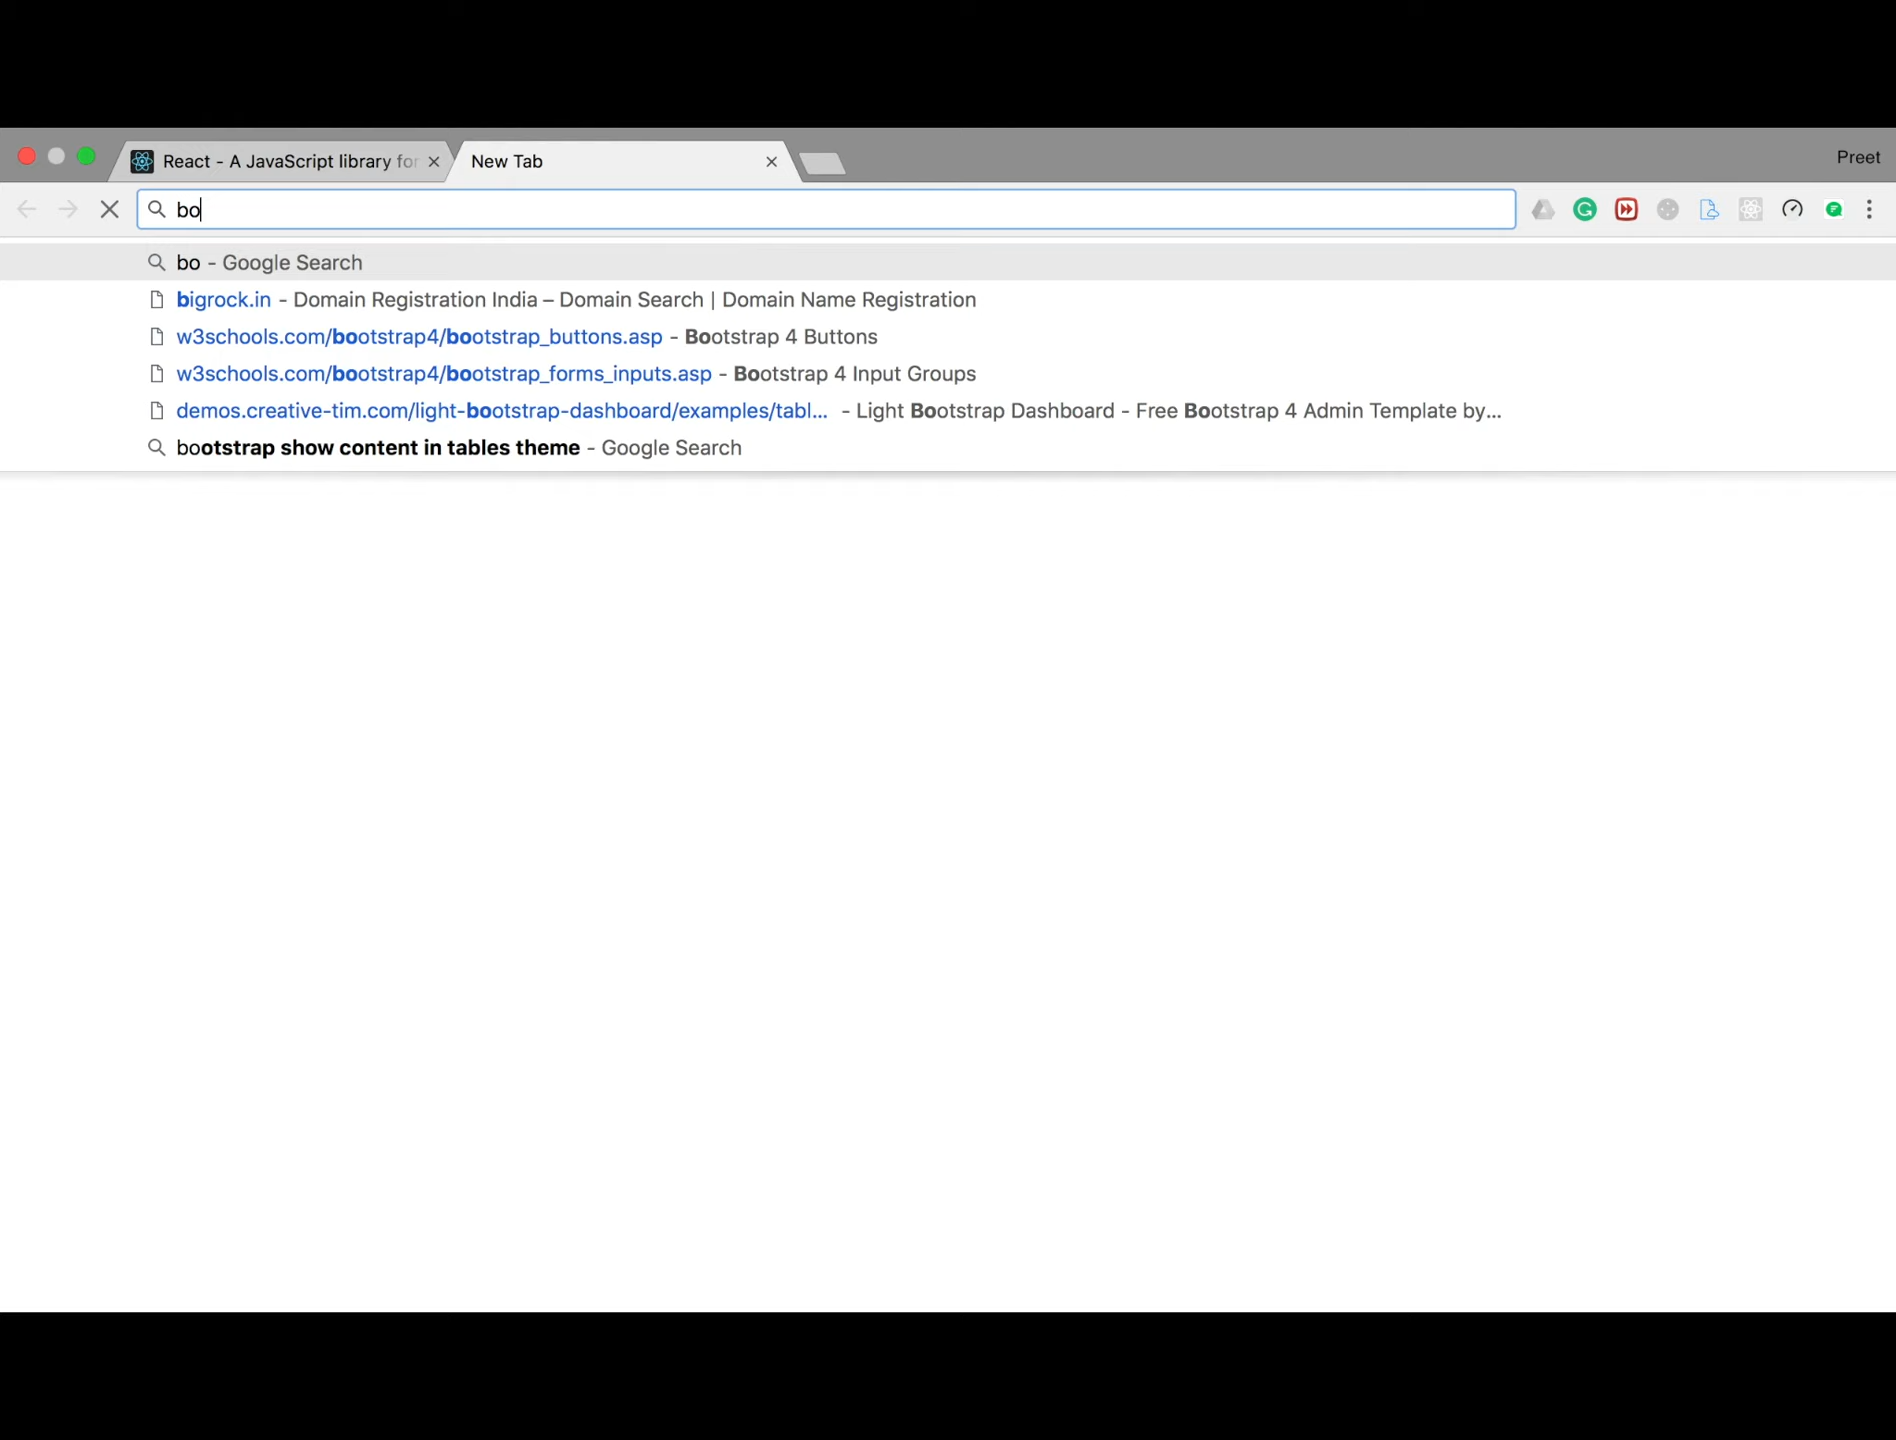 React - A JavaScript library for
New Tab
Preet
bo
bo - Google Search
bigrock.in - Domain Registration India – Domain Search | Domain Name Registration
w3schools.com/bootstrap4/bootstrap_buttons.asp - Bootstrap 4 Buttons
w3schools.com/bootstrap4/bootstrap_forms_inputs.asp - Bootstrap 4 Input Groups
demos.creative-tim.com/light-bootstrap-dashboard/examples/tabl... - Light Bootstrap Dashboard - Free Bootstrap 4 Admin Template by...
bootstrap show content in tables theme - Google Search